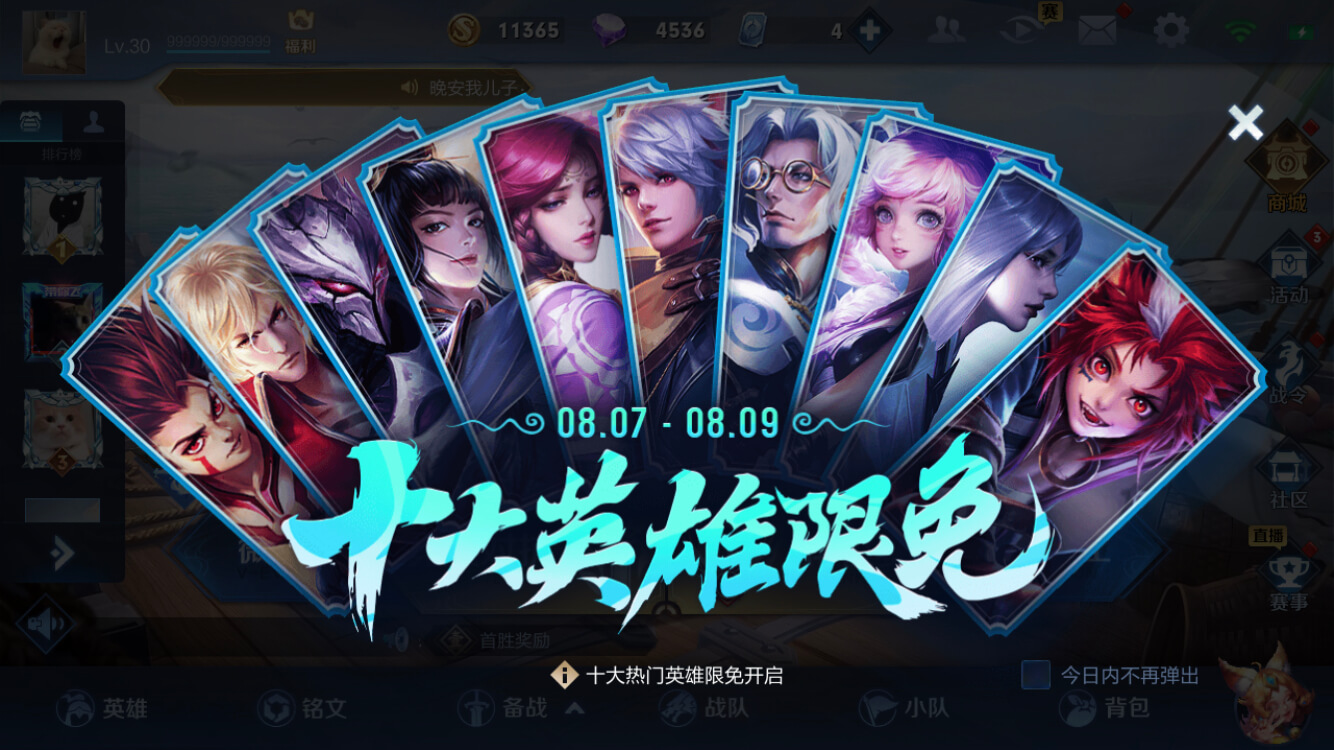 Lv.30
999999/999999
福利
11365
4536
4
赛
晚安我儿子
排行榜
1
商城
3
活动
3
战令
08.07 - 08.09
十大英雄限免
社区
直播
赛事
首胜奖励
十大热门英雄限免开启
今日内不再弹出
英雄
铭文
备战
战队
小队
背包